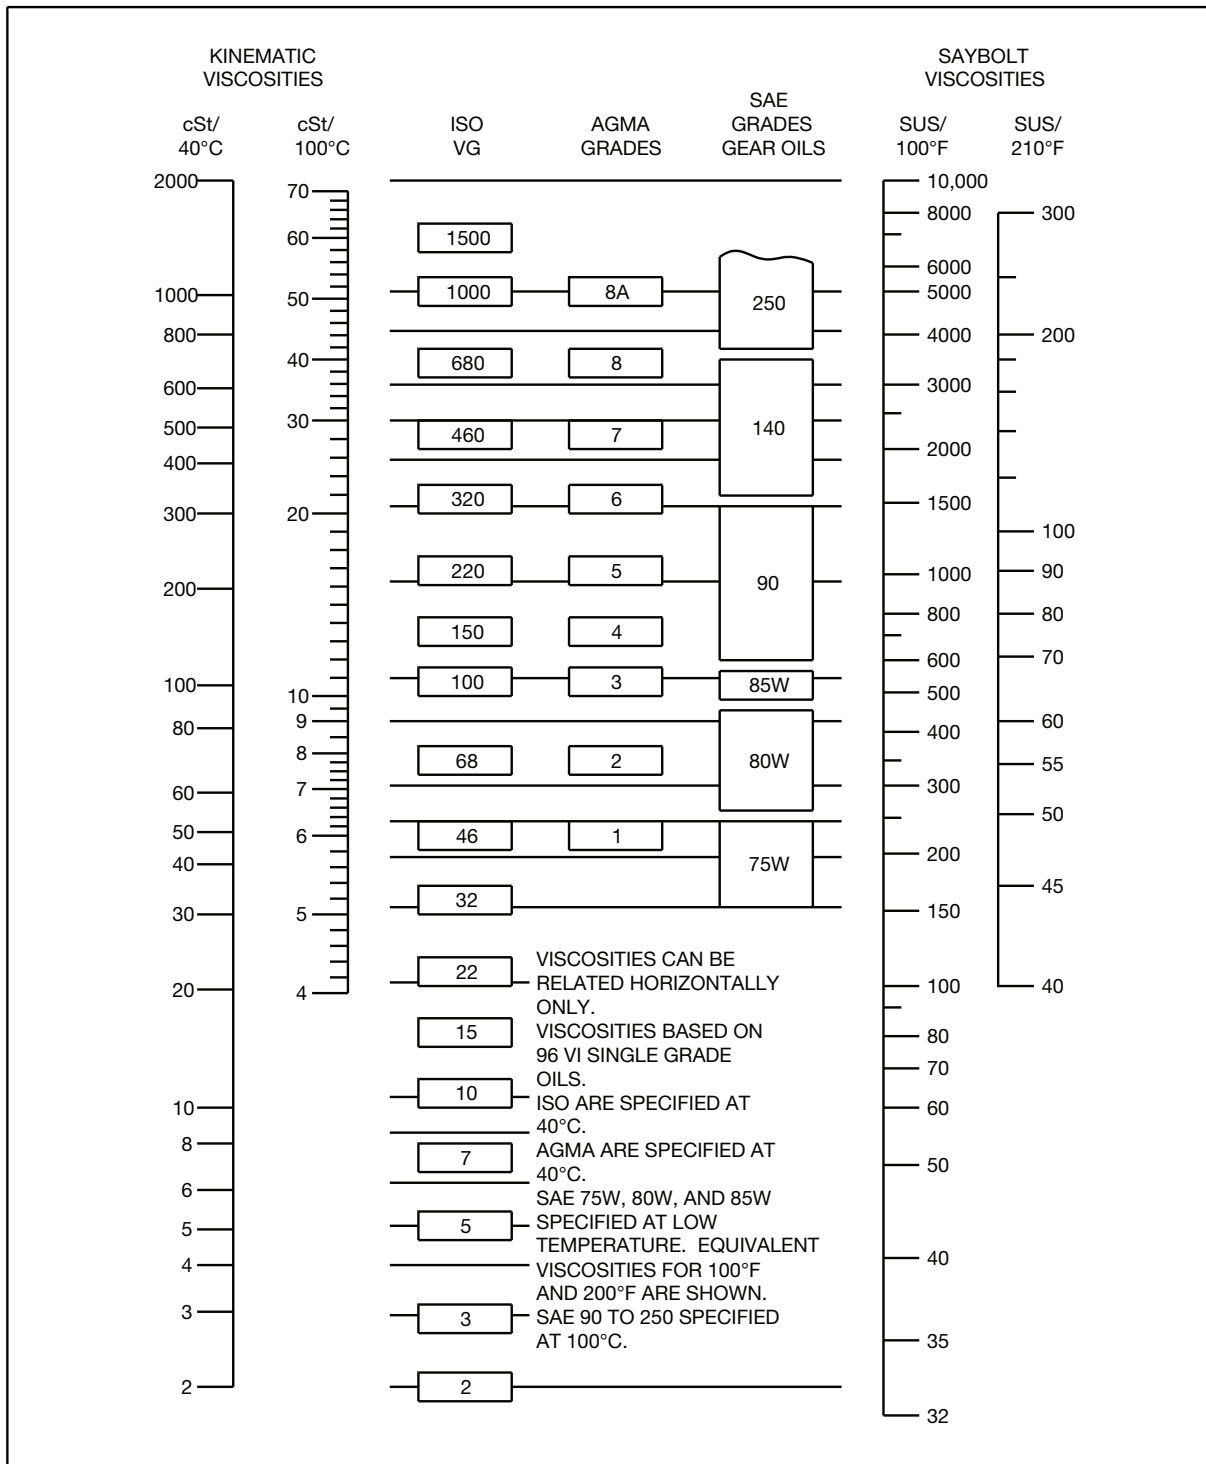 KINEMATIC
VISCOSITIES
SAYBOLT
VISCOSITIES
cSt/
40°C
cSt/
100°C
ISO
VG
AGMA
GRADES
SAE
GRADES
GEAR OILS
SUS/
100°F
SUS/
210°F
2000
1000
800
600
500
400
300
200
100
80
60
50
40
30
20
10
8
6
5
4
3
2
70
60
50
40
30
20
10
9
8
7
6
5
4
1500
1000
680
460
320
220
150
100
68
46
32
22
15
10
7
5
3
2
8A
8
7
6
5
4
3
2
1
250
140
90
85W
80W
75W
VISCOSITIES CAN BE
RELATED HORIZONTALLY
ONLY.
VISCOSITIES BASED ON
96 VI SINGLE GRADE
OILS.
ISO ARE SPECIFIED AT
40°C.
AGMA ARE SPECIFIED AT
40°C.
SAE 75W, 80W, AND 85W
SPECIFIED AT LOW
TEMPERATURE. EQUIVALENT
VISCOSITIES FOR 100°F
AND 200°F ARE SHOWN.
SAE 90 TO 250 SPECIFIED
AT 100°C.
10,000
8000
6000
5000
4000
3000
2000
1500
1000
800
600
500
400
300
200
150
100
80
70
60
50
40
35
32
300
200
100
90
80
70
60
55
50
45
40